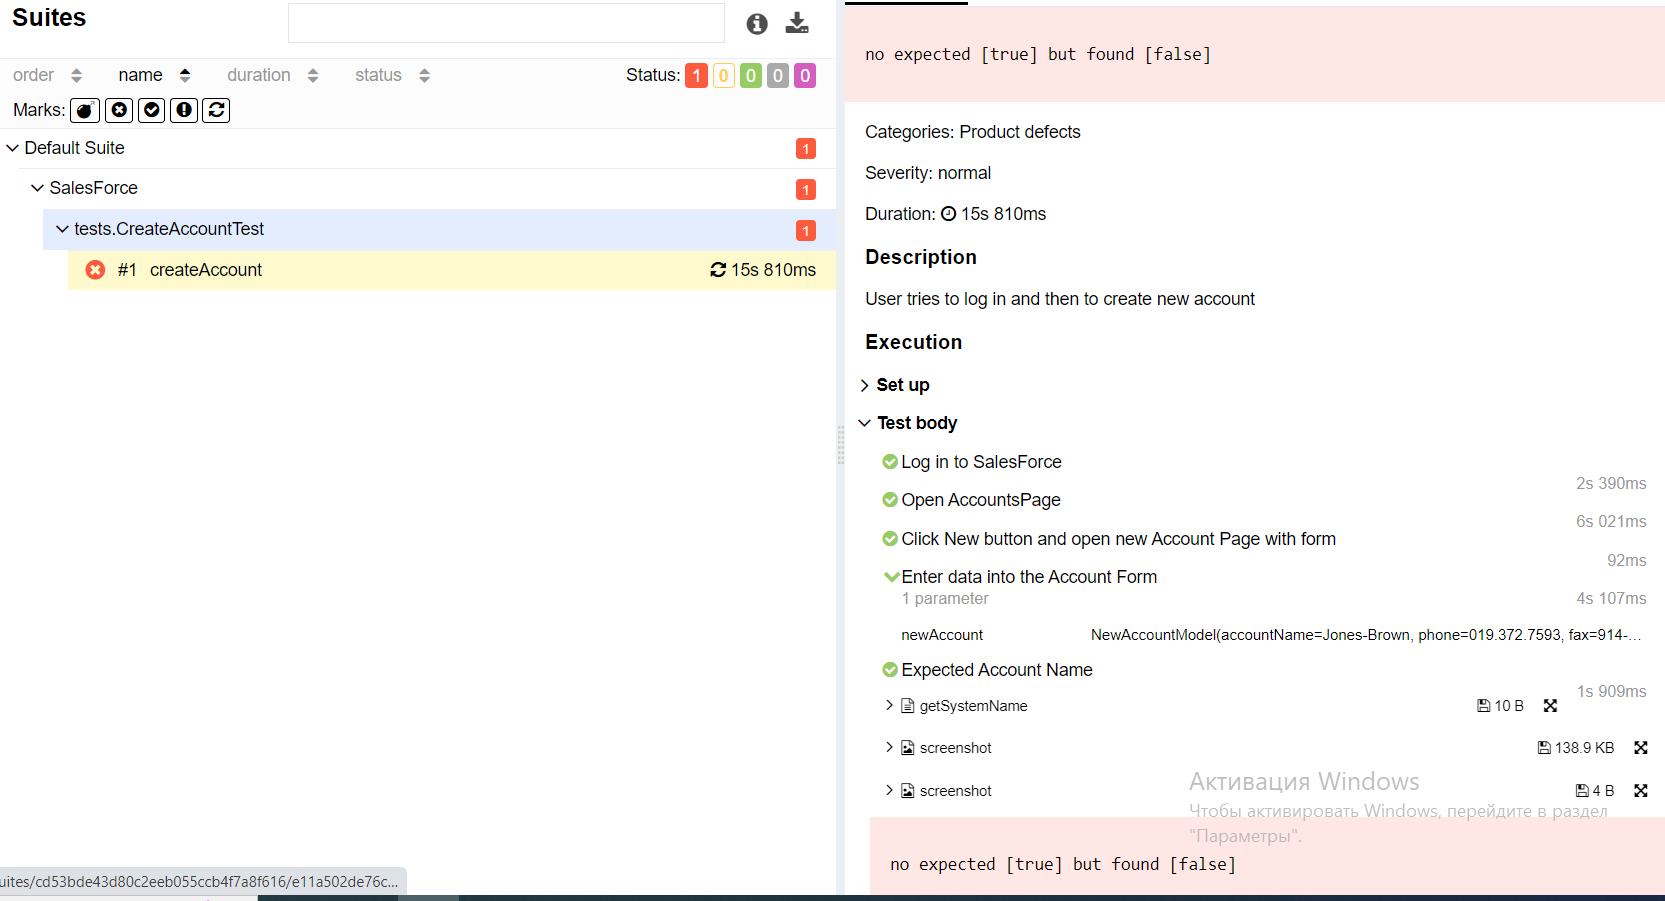 Suites
order name duration status Status: 1 0 0 0 0
Marks:
Default Suite 1
SalesForce 1
tests.CreateAccountTest 1
#1 createAccount 15s 810ms
uites/cd53bde43d80c2eeb055ccb4f7a8f616/e11a502de76c...
no expected [true] but found [false]
Categories: Product defects
Severity: normal
Duration: 15s 810ms
Description
User tries to log in and then to create new account
Execution
Set up
Test body
Log in to SalesForce
2s 390ms
Open AccountsPage
6s 021ms
Click New button and open new Account Page with form
92ms
Enter data into the Account Form
1 parameter 4s 107ms
newAccount NewAccountModel(accountName=Jones-Brown, phone=019.372.7593, fax=914-...
Expected Account Name
1s 909ms
getSystemName 10 B
screenshot 138.9 KB
Активация Windows
screenshot 4 B
Чтобы активировать Windows, перейдите в раздел
"Параметры".
no expected [true] but found [false]